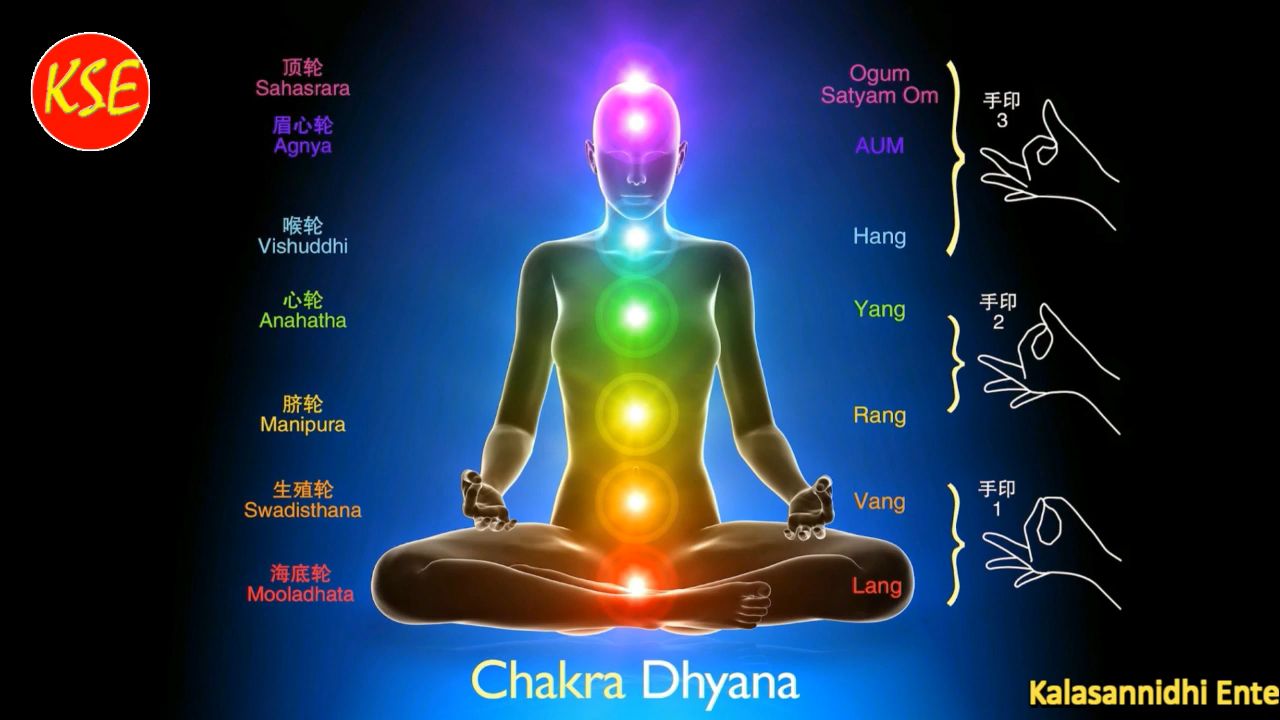 KSE
顶轮
Sahasrara
眉心轮
Agnya
喉轮
Vishuddhi
心轮
Anahatha
脐轮
Manipura
生殖轮
Swadisthana
海底轮
Mooladhata
Ogum
Satyam Om
AUM
Hang
Yang
Rang
Vang
Lang
手印
3
手印
2
手印
1
Chakra Dhyana
Kalasannidhi Ente